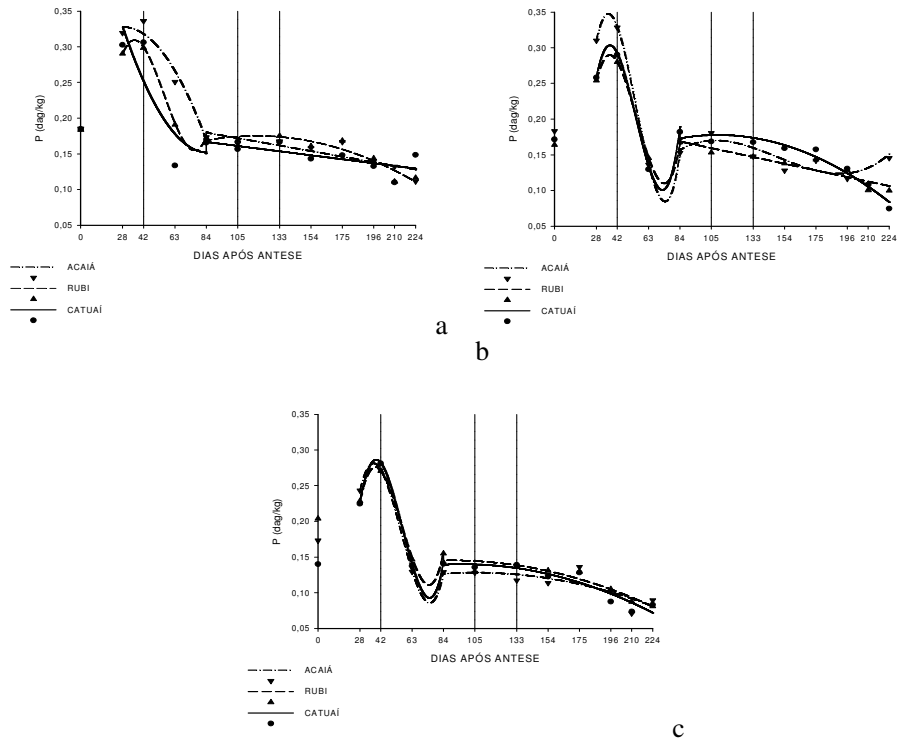 P (dag/kg)
0,35
0,30
0,25
0,20
0,15
0,10
0,05
0 28 42 63 84 105 133 154 175 196 210 224
DIAS APÓS ANTESE
ACAIÁ
RUBI
CATUAÍ
a
P (dag/kg)
0,35
0,30
0,25
0,20
0,15
0,10
0,05
0 28 42 63 84 105 133 154 175 196 210 224
DIAS APÓS ANTESE
ACAIÁ
RUBI
CATUAÍ
b
P (dag/kg)
0,35
0,30
0,25
0,20
0,15
0,10
0,05
0 28 42 63 84 105 133 154 175 196 210 224
DIAS APÓS ANTESE
ACAIÁ
RUBI
CATUAÍ
c